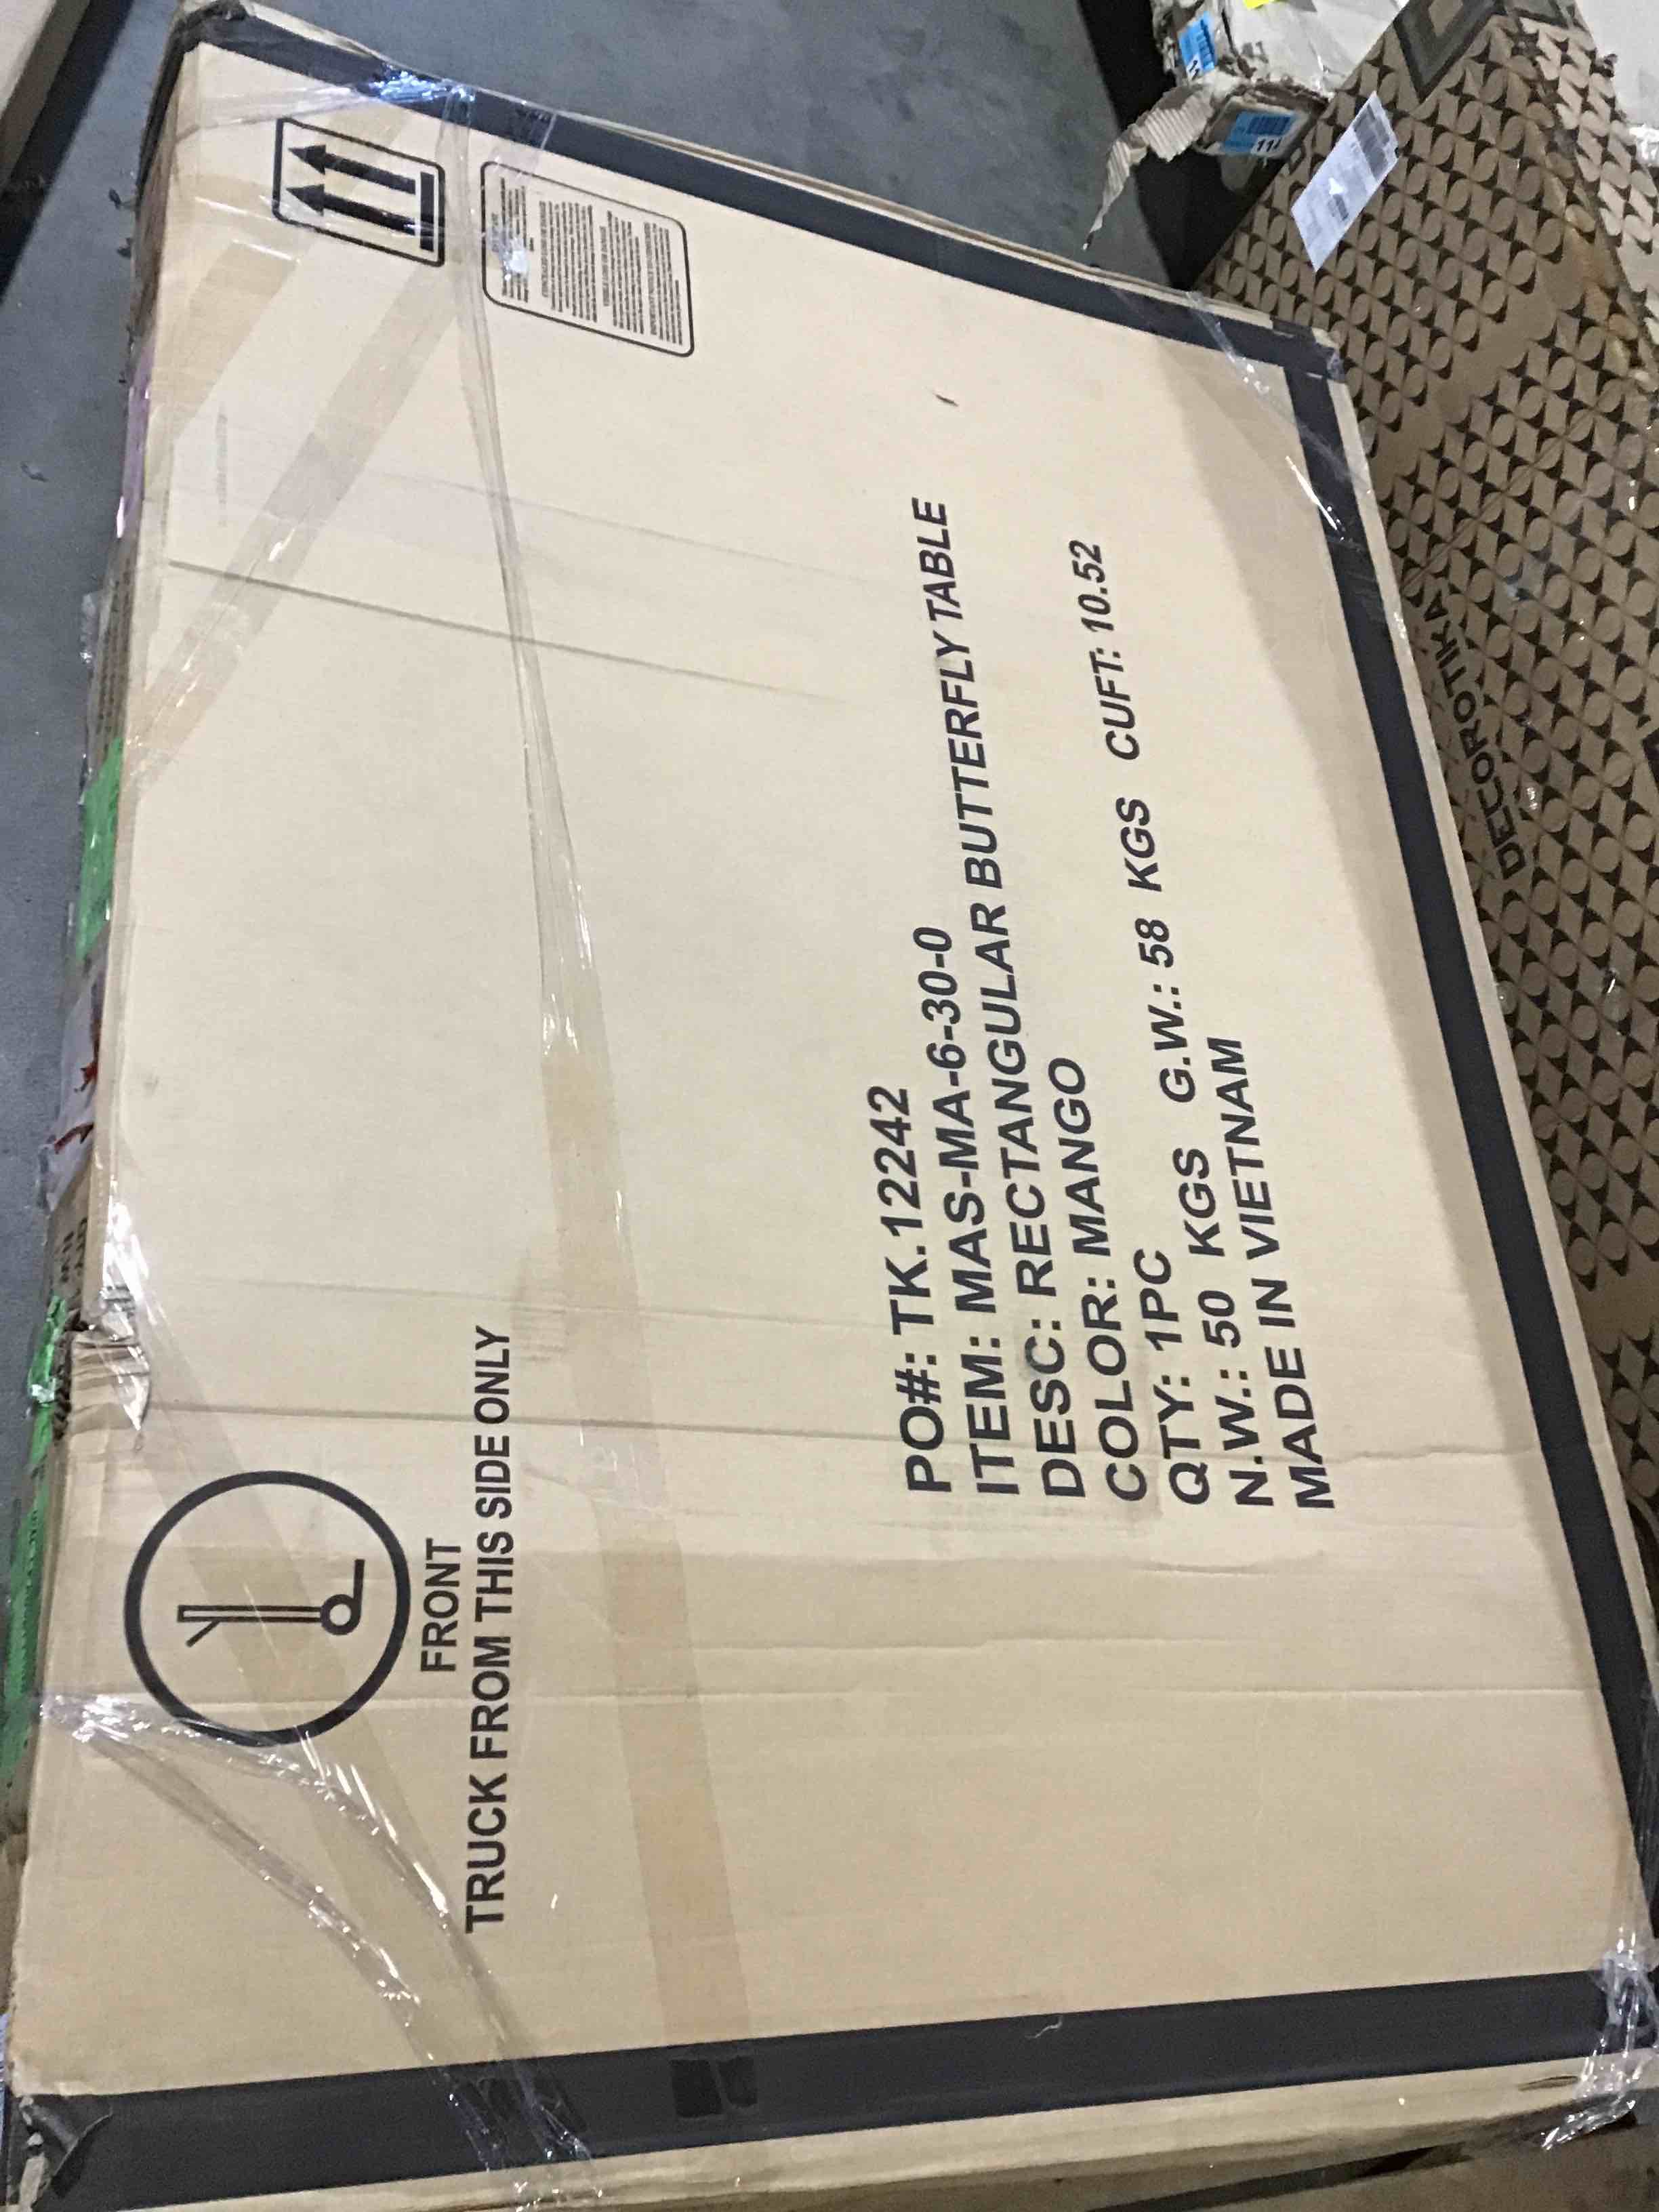 FRONT
TRUCK FROM THIS SIDE ONLY
PO#: TK.12242
ITEM: MAS-MA-6-30-0
DESC: RECTANGULAR BUTTERFLY TABLE
COLOR: MANGO
QTY: 1PC
N.W.: 50 KGS G.W.: 58 KGS CUFT: 10.52
MADE IN VIETNAM
DECOROTIKA